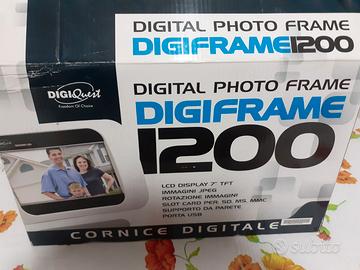 DIGITAL PHOTO FRAME
DIGIFRAME1200
DIGIQuest
Freedom Of Choice
DIGITAL PHOTO FRAME
DIGIFRAME
1200
LCD DISPLAY 7" TFT
IMMAGINI JPEG
ROTAZIONE IMMAGINI
SLOT CARD PER: SD, MS, MMC
SUPPORTO DA PARETE
PORTA USB
CORNICE DIGITALE
subito